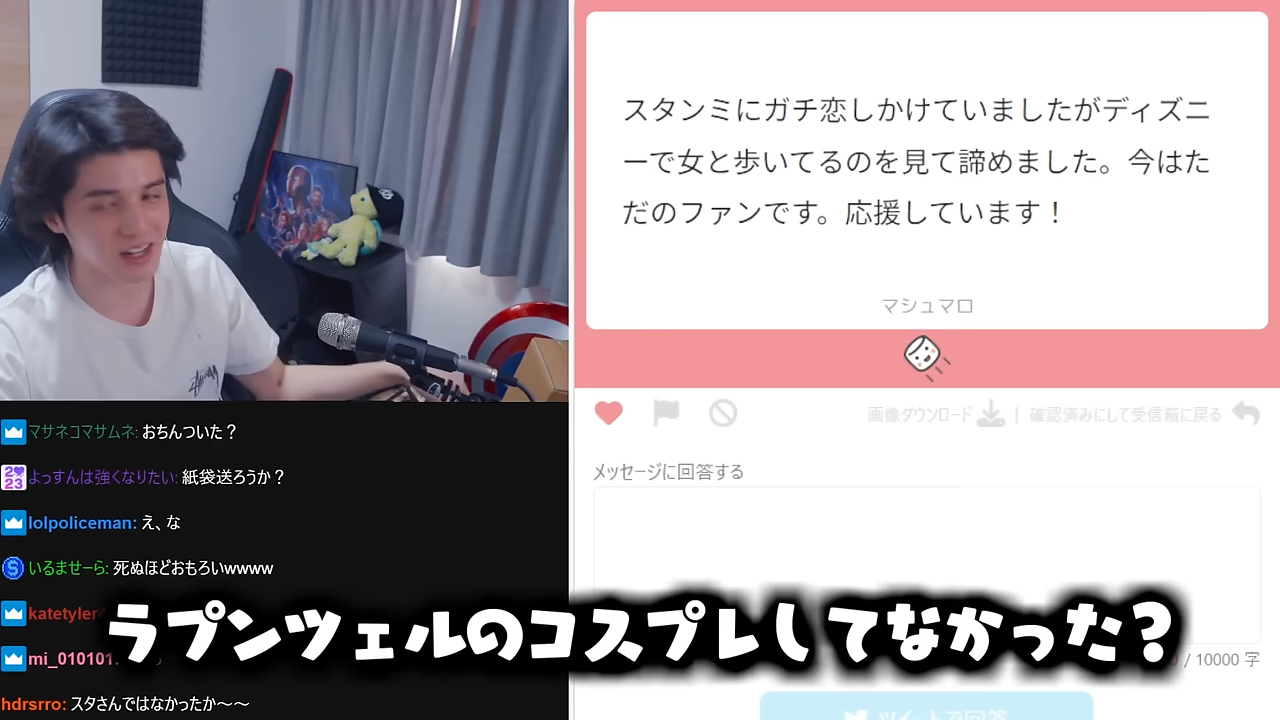 スタンミにガチ恋しかけていましたがディズニ
ーで女と歩いてるのを見て諦めました。今はた
だのファンです。応援しています！
マシュマロ
画像ダウンロード
|
確認済みにして受信箱に戻る
メッセージに回答する
/ 10000 字
ツイートで回答
マサネコマサムネ: おちんついた？
よっすんは強くなりたい: 紙袋送ろうか？
lolpoliceman: え、な
いるませーら: 死ぬほどおもろいwwww
katetyler
mi_010101:
hdrsrro: スタさんではなかったか～～
ラプンツェルのコスプレしてなかった？